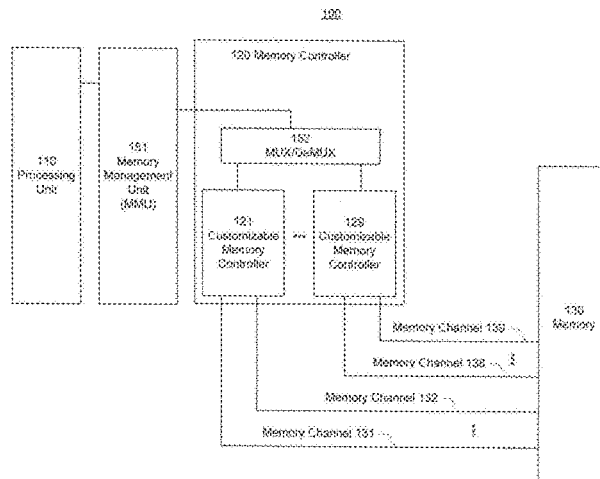 100
120 Memory Controller
110
Processing
Unit
151
Memory
Management
Unit
(MMU)
152
MUX/DeMUX
121
Customizable
Memory
Controller
...
129
Customizable
Memory
Controller
130
Memory
Memory Channel 139
...
Memory Channel 138
Memory Channel 132
...
Memory Channel 131